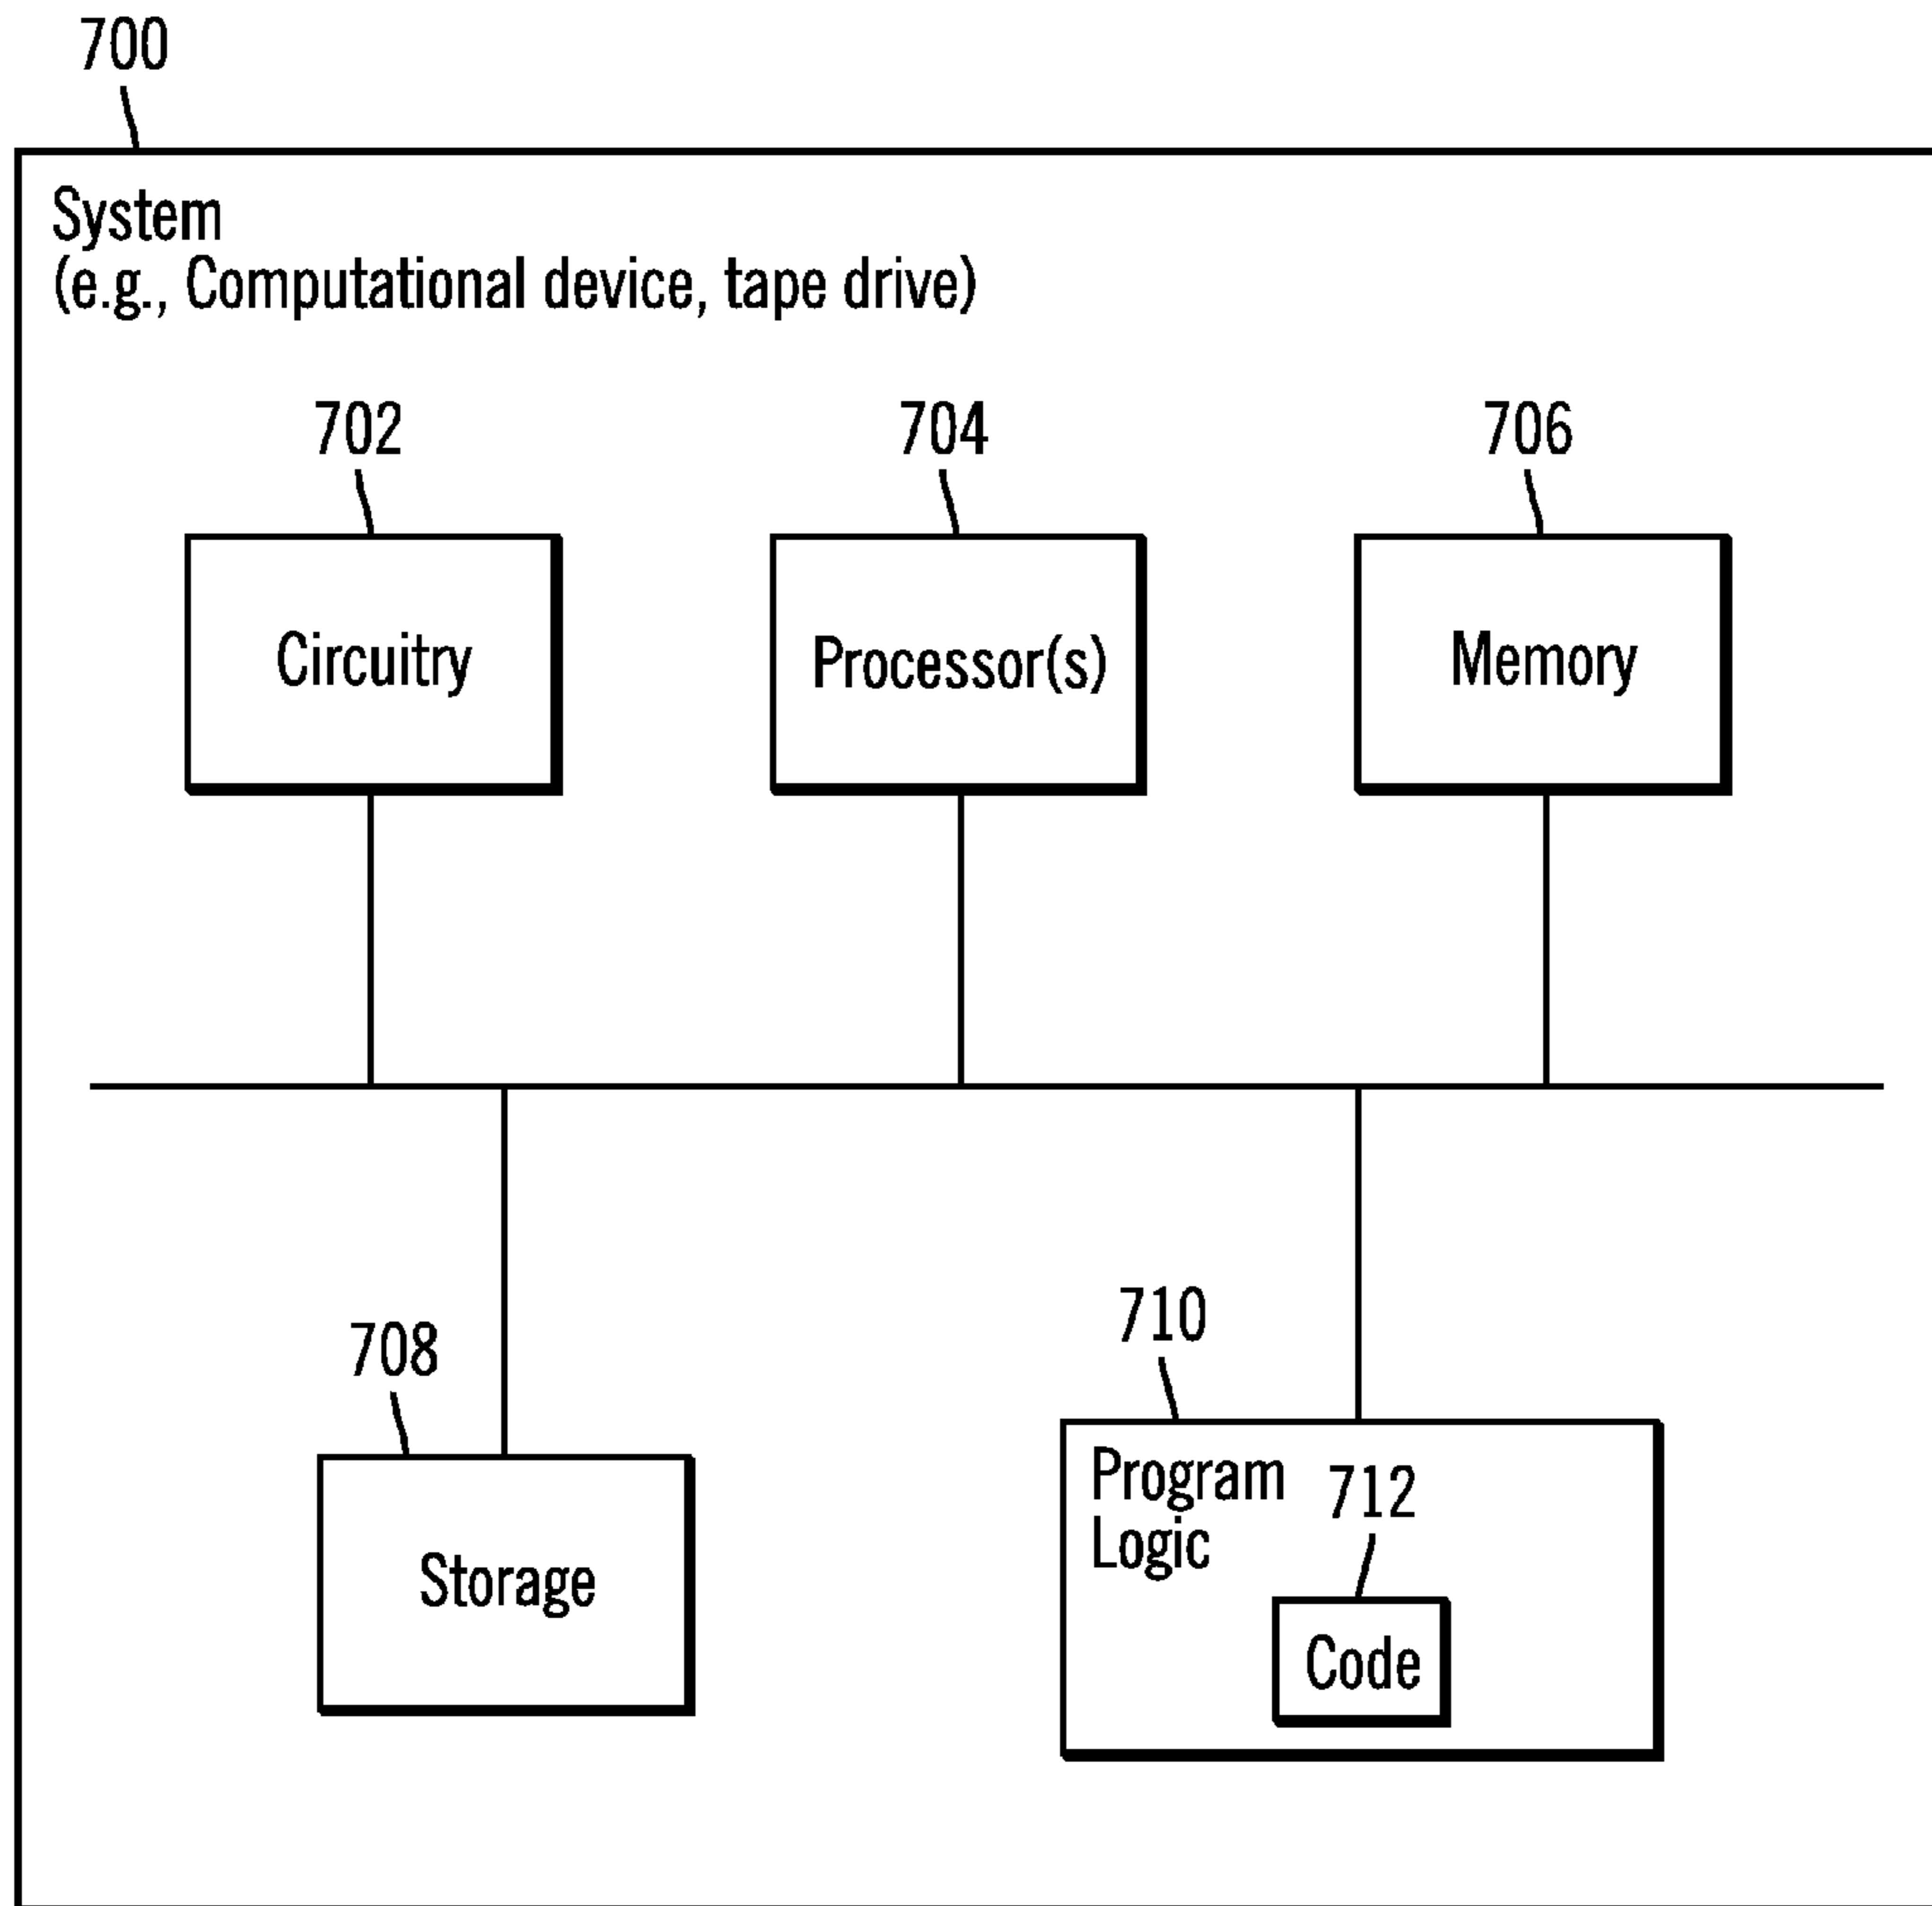 700
System
(e.g., Computational device, tape drive)
702
704
706
Circuitry
Processor(s)
Memory
708
710
Storage
Program
Logic
712
Code